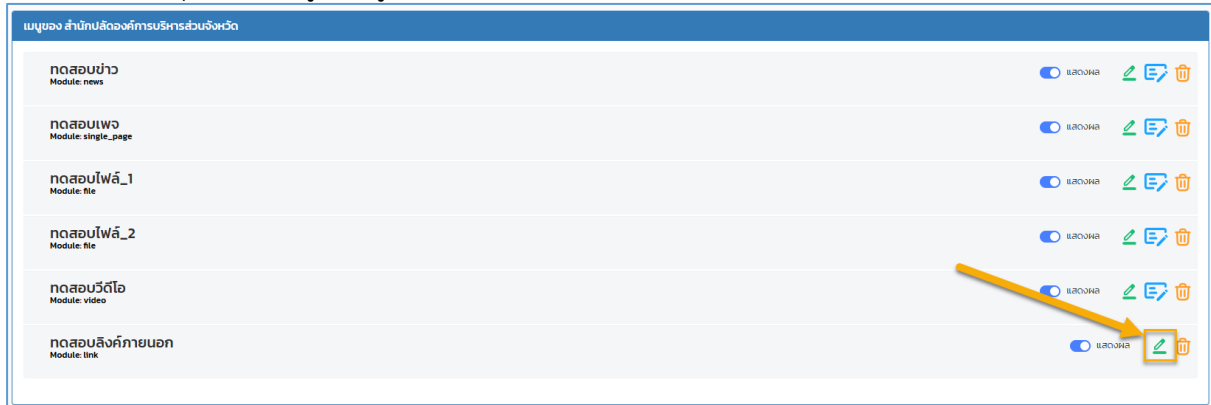 เมนูของ สำนักปลัดองค์การบริหารส่วนจังหวัด
ทดสอบข่าว
Module: news
แสดงผล
ทดสอบเพจ
Module: single_page
แสดงผล
ทดสอบไฟล์_1
Module: file
แสดงผล
ทดสอบไฟล์_2
Module: file
แสดงผล
ทดสอบวีดีโอ
Module: video
แสดงผล
ทดสอบลิงค์ภายนอก
Module: link
แสดงผล